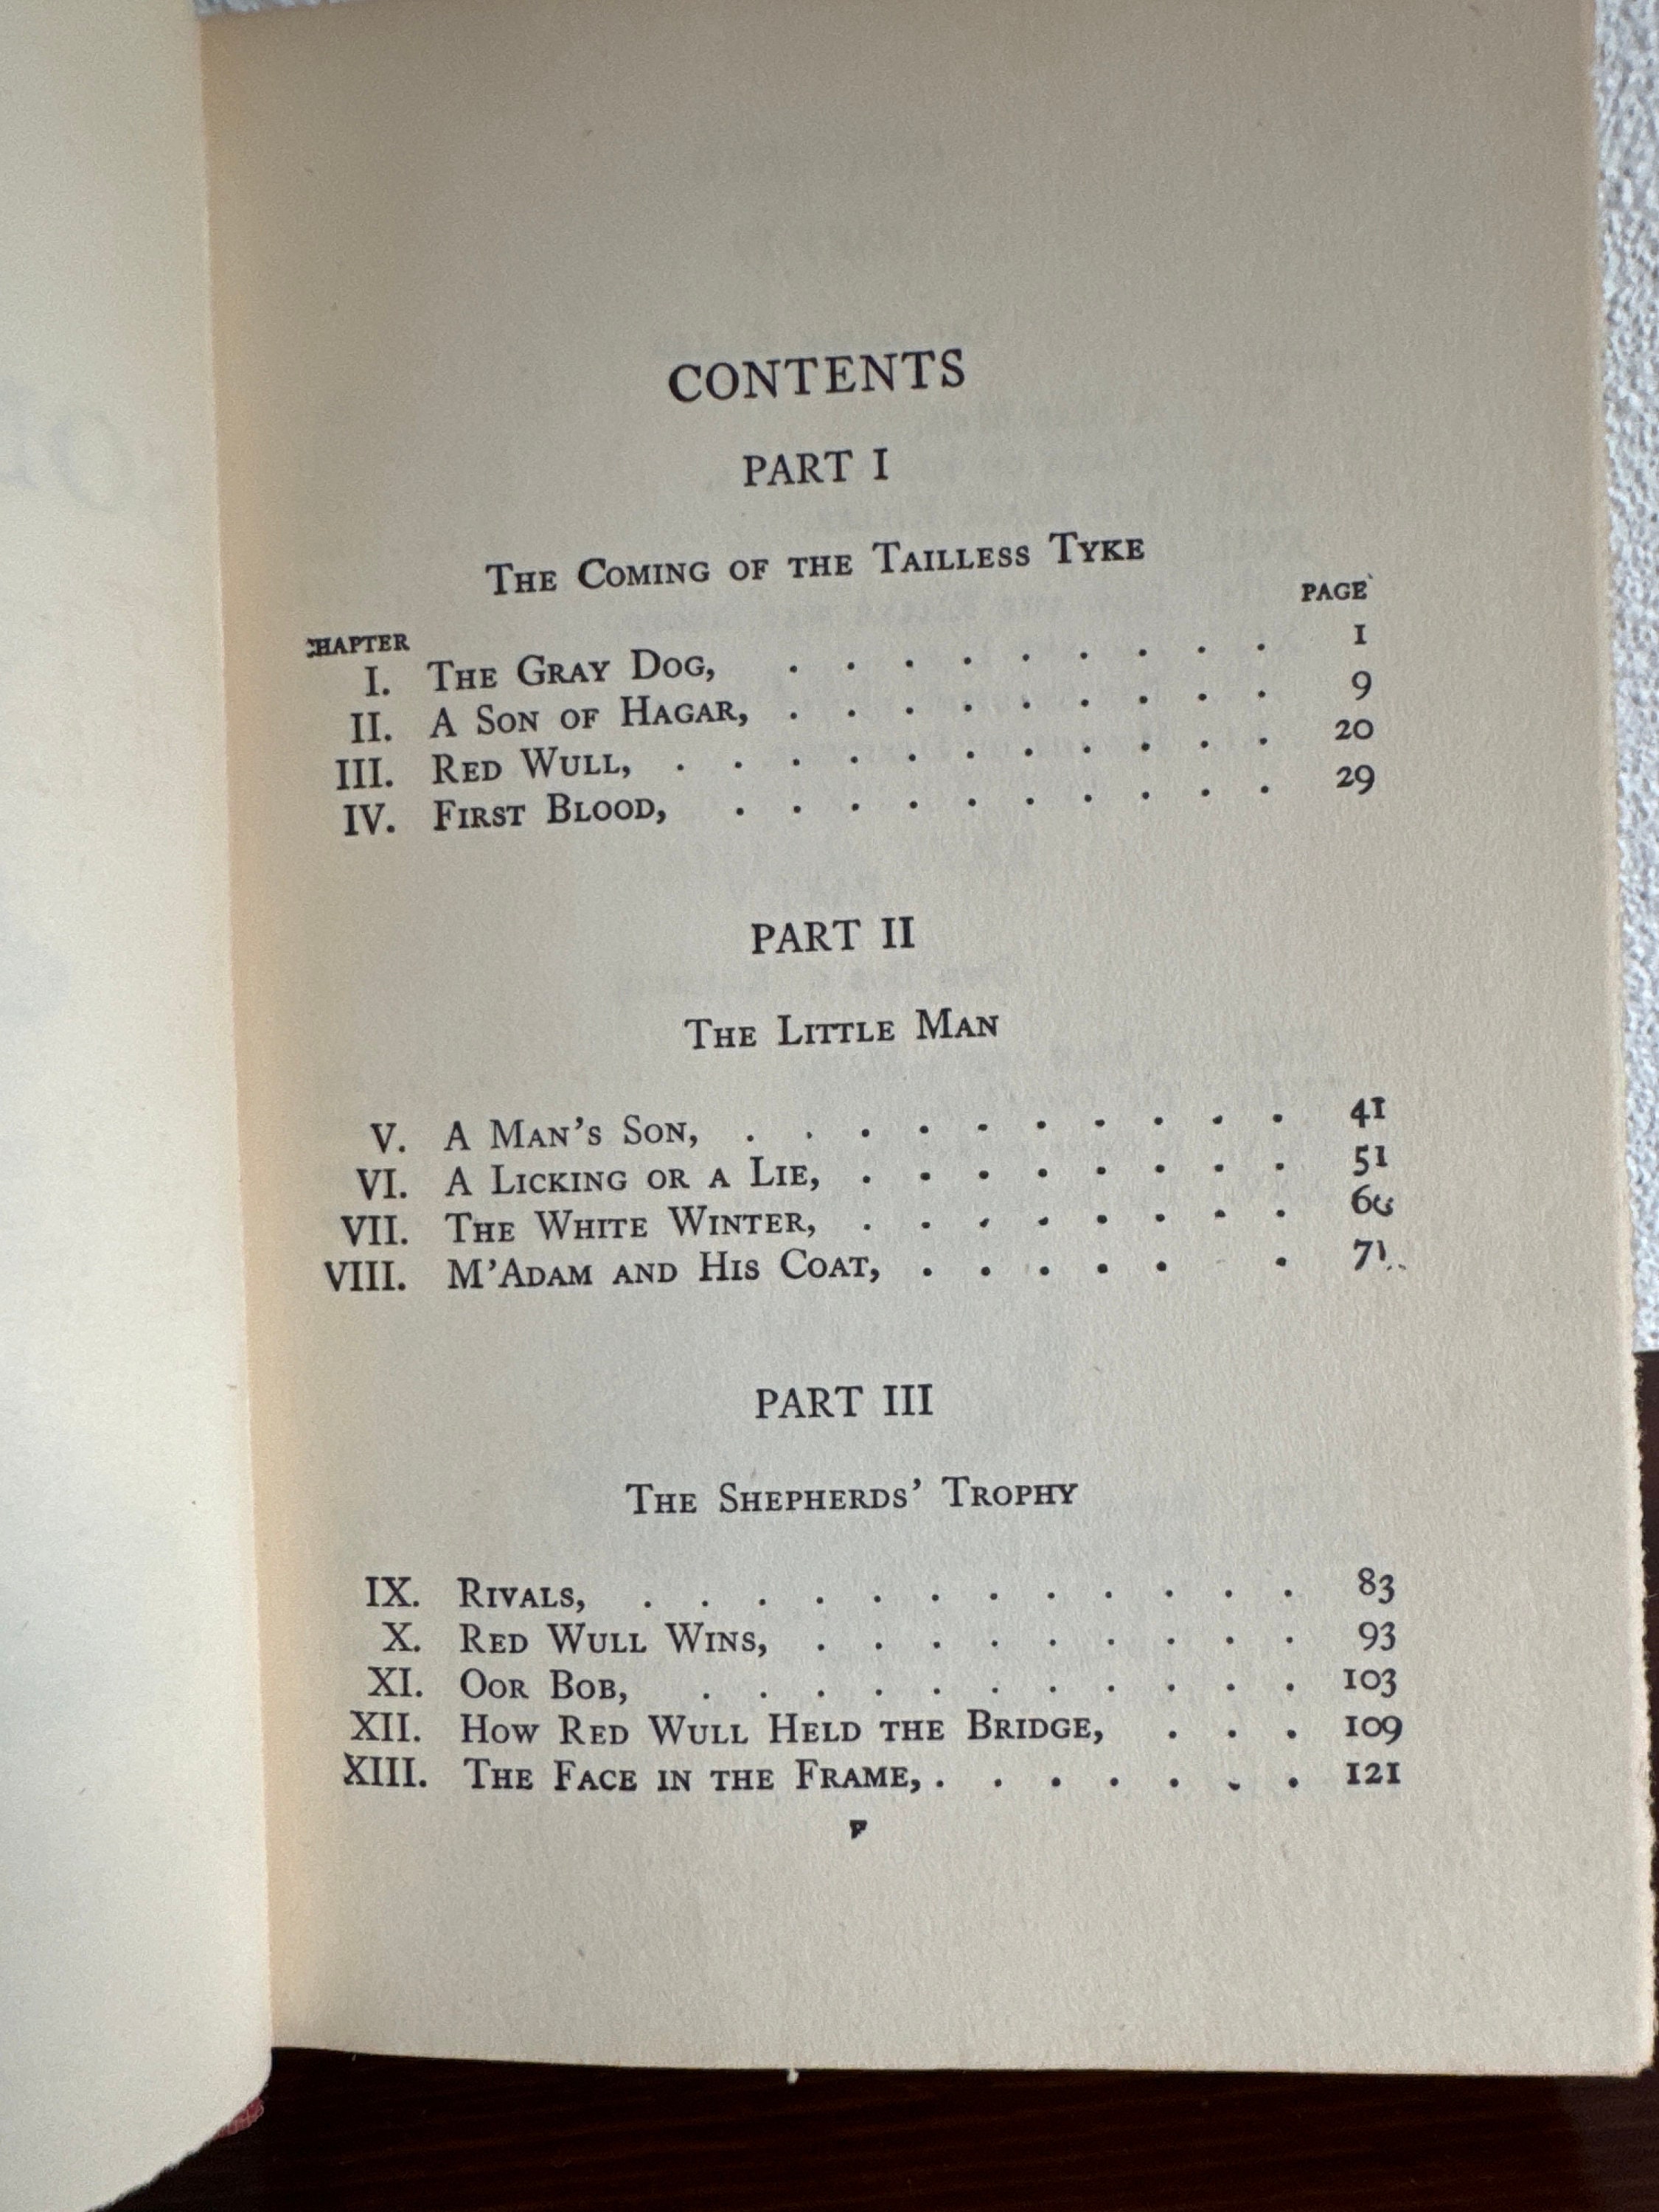 CONTENTS
PART I
The Coming of the Tailless Tyke
CHAPTER PAGE
I. The Gray Dog, . . . . . . . . . 1
II. A Son of Hagar, . . . . . . . . . 9
III. Red Wull, . . . . . . . . . . . 20
IV. First Blood, . . . . . . . . . . 29
PART II
The Little Man
V. A Man's Son, . . . . . . . . . . 41
VI. A Licking or a Lie, . . . . . . . . 51
VII. The White Winter, . . . . . . . .
VIII. M'Adam and His Coat, . . . . . . 71
PART III
The Shepherds' Trophy
IX. Rivals, . . . . . . . . . . . . 83
X. Red Wull Wins, . . . . . . . . . 93
XI. Oor Bob, . . . . . . . . . . . 103
XII. How Red Wull Held the Bridge, . . . 109
XIII. The Face in the Frame, . . . . . . . 121